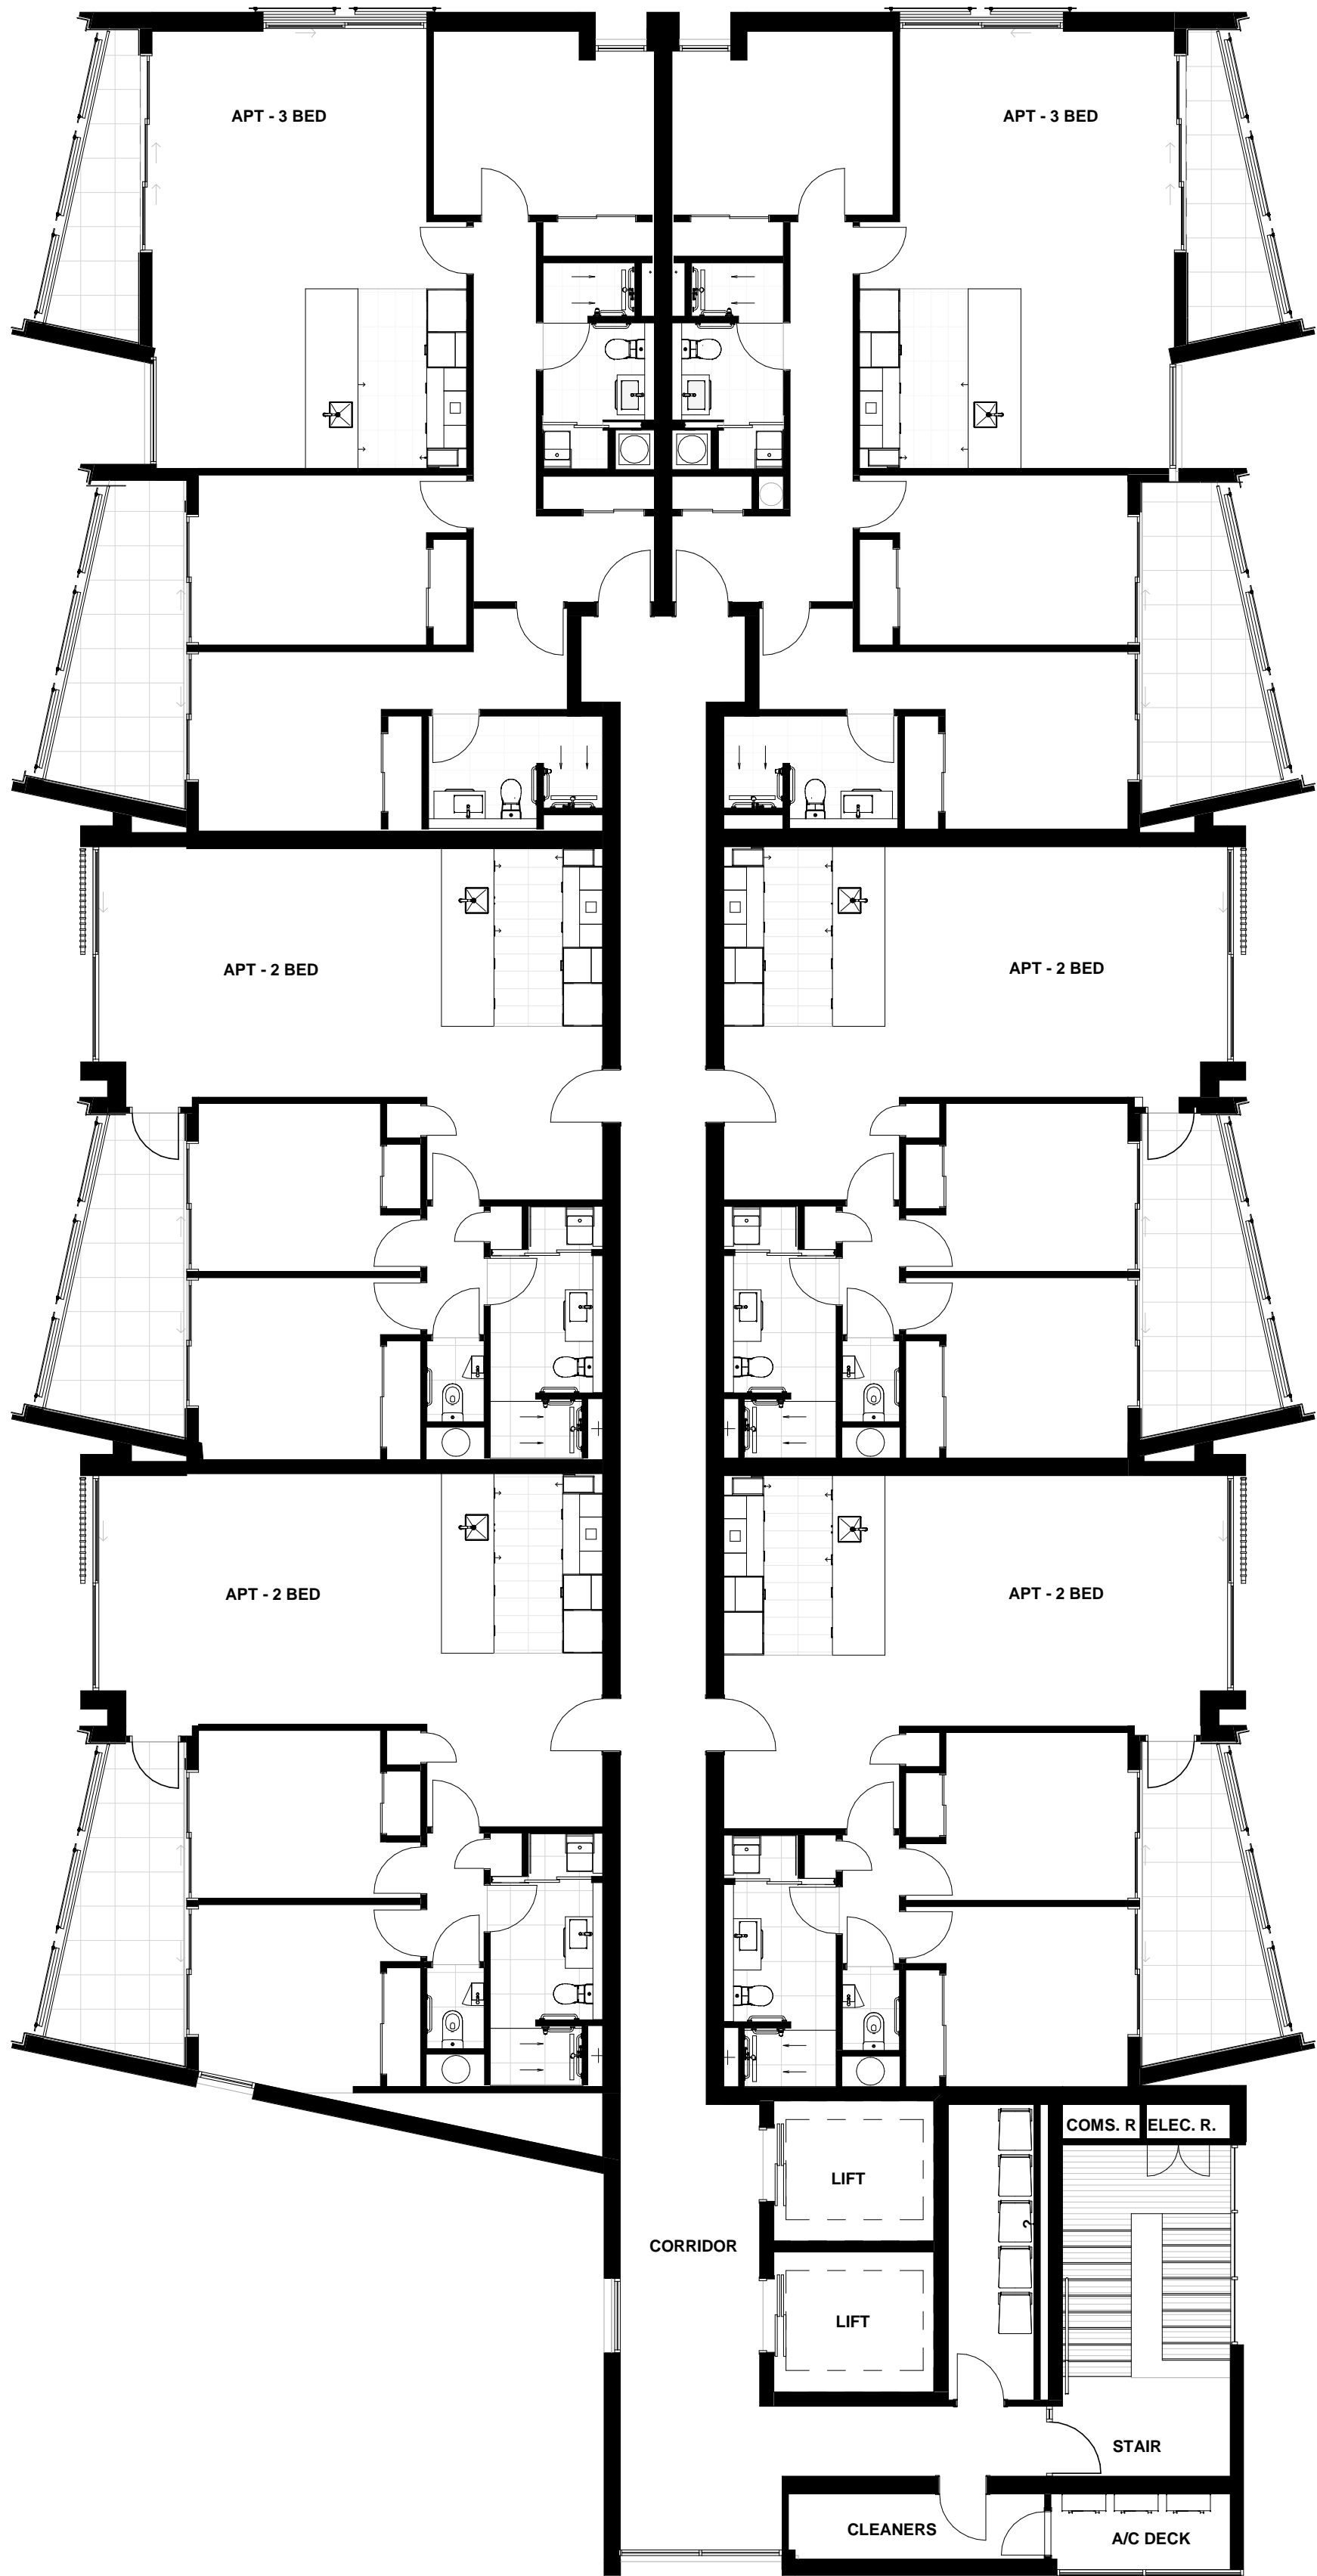 APT - 3 BED
APT - 3 BED
APT - 2 BED
APT - 2 BED
APT - 2 BED
APT - 2 BED
COMS. R
ELEC. R.
LIFT
?
CORRIDOR
LIFT
STAIR
CLEANERS
A/C DECK